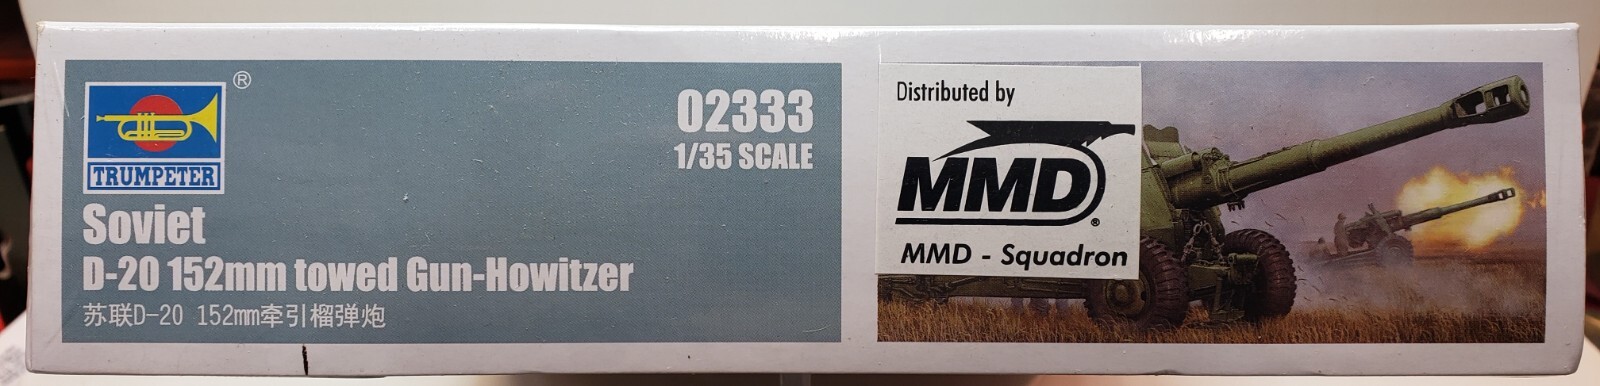 ®
TRUMPETER
02333
1/35 SCALE
Soviet
D-20 152mm towed Gun-Howitzer
苏联D-20 152mm牵引榴弹炮
Distributed by
MMD
®
MMD - Squadron